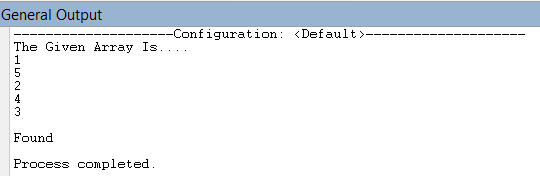 General Output
--------------------Configuration: <Default>--------------------
The Given Array Is....
1
5
2
4
3
Found
Process completed.